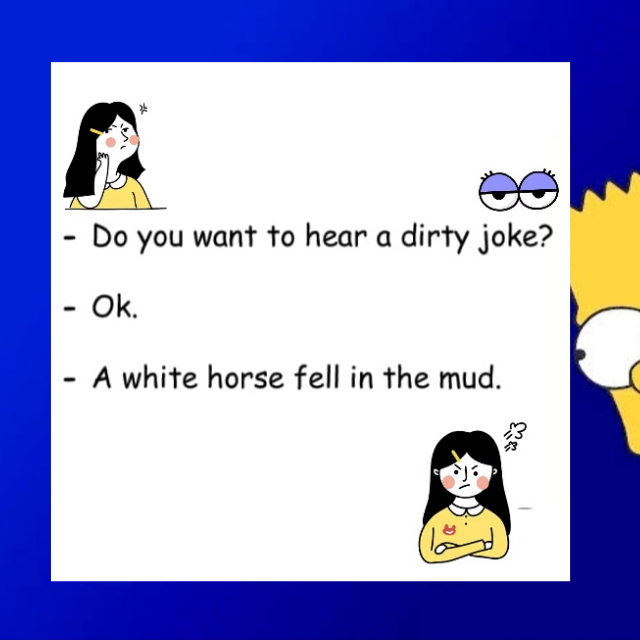 - Do you want to hear a dirty joke?
- Ok.
- A white horse fell in the mud.